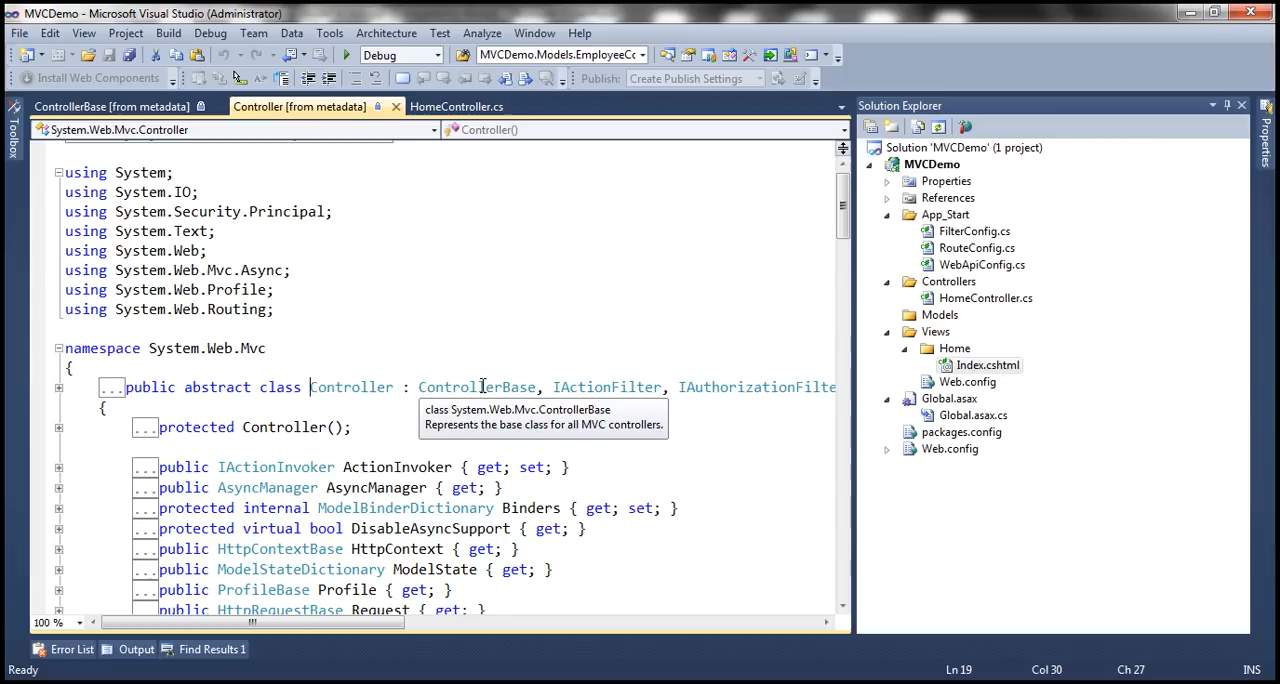 MVCDemo - Microsoft Visual Studio (Administrator)
File Edit View Project Build Debug Team Data Tools Architecture Test Analyze Window Help
Debug MVCDemo.Models.EmployeeCo
Install Web Components Publish: Create Publish Settings
ControllerBase [from metadata] Controller [from metadata] HomeController.cs
System.Web.Mvc.Controller Controller()
using System;
using System.IO;
using System.Security.Principal;
using System.Text;
using System.Web;
using System.Web.Mvc.Async;
using System.Web.Profile;
using System.Web.Routing;
namespace System.Web.Mvc
{
...public abstract class Controller : ControllerBase, IActionFilter, IAuthorizationFilte
{
class System.Web.Mvc.ControllerBase
Represents the base class for all MVC controllers.
...protected Controller();
...public IActionInvoker ActionInvoker { get; set; }
...public AsyncManager AsyncManager { get; }
...protected internal ModelBinderDictionary Binders { get; set; }
...protected virtual bool DisableAsyncSupport { get; }
...public HttpContextBase HttpContext { get; }
...public ModelStateDictionary ModelState { get; }
...public ProfileBase Profile { get; }
...public HttpRequestBase Request { get; }
100 %
Toolbox
Solution Explorer
Solution 'MVCDemo' (1 project)
MVCDemo
Properties
References
App_Start
FilterConfig.cs
RouteConfig.cs
WebApiConfig.cs
Controllers
HomeController.cs
Models
Views
Home
Index.cshtml
Web.config
Global.asax
Global.asax.cs
packages.config
Web.config
Properties
Error List Output Find Results 1
Ready Ln 19 Col 30 Ch 27 INS